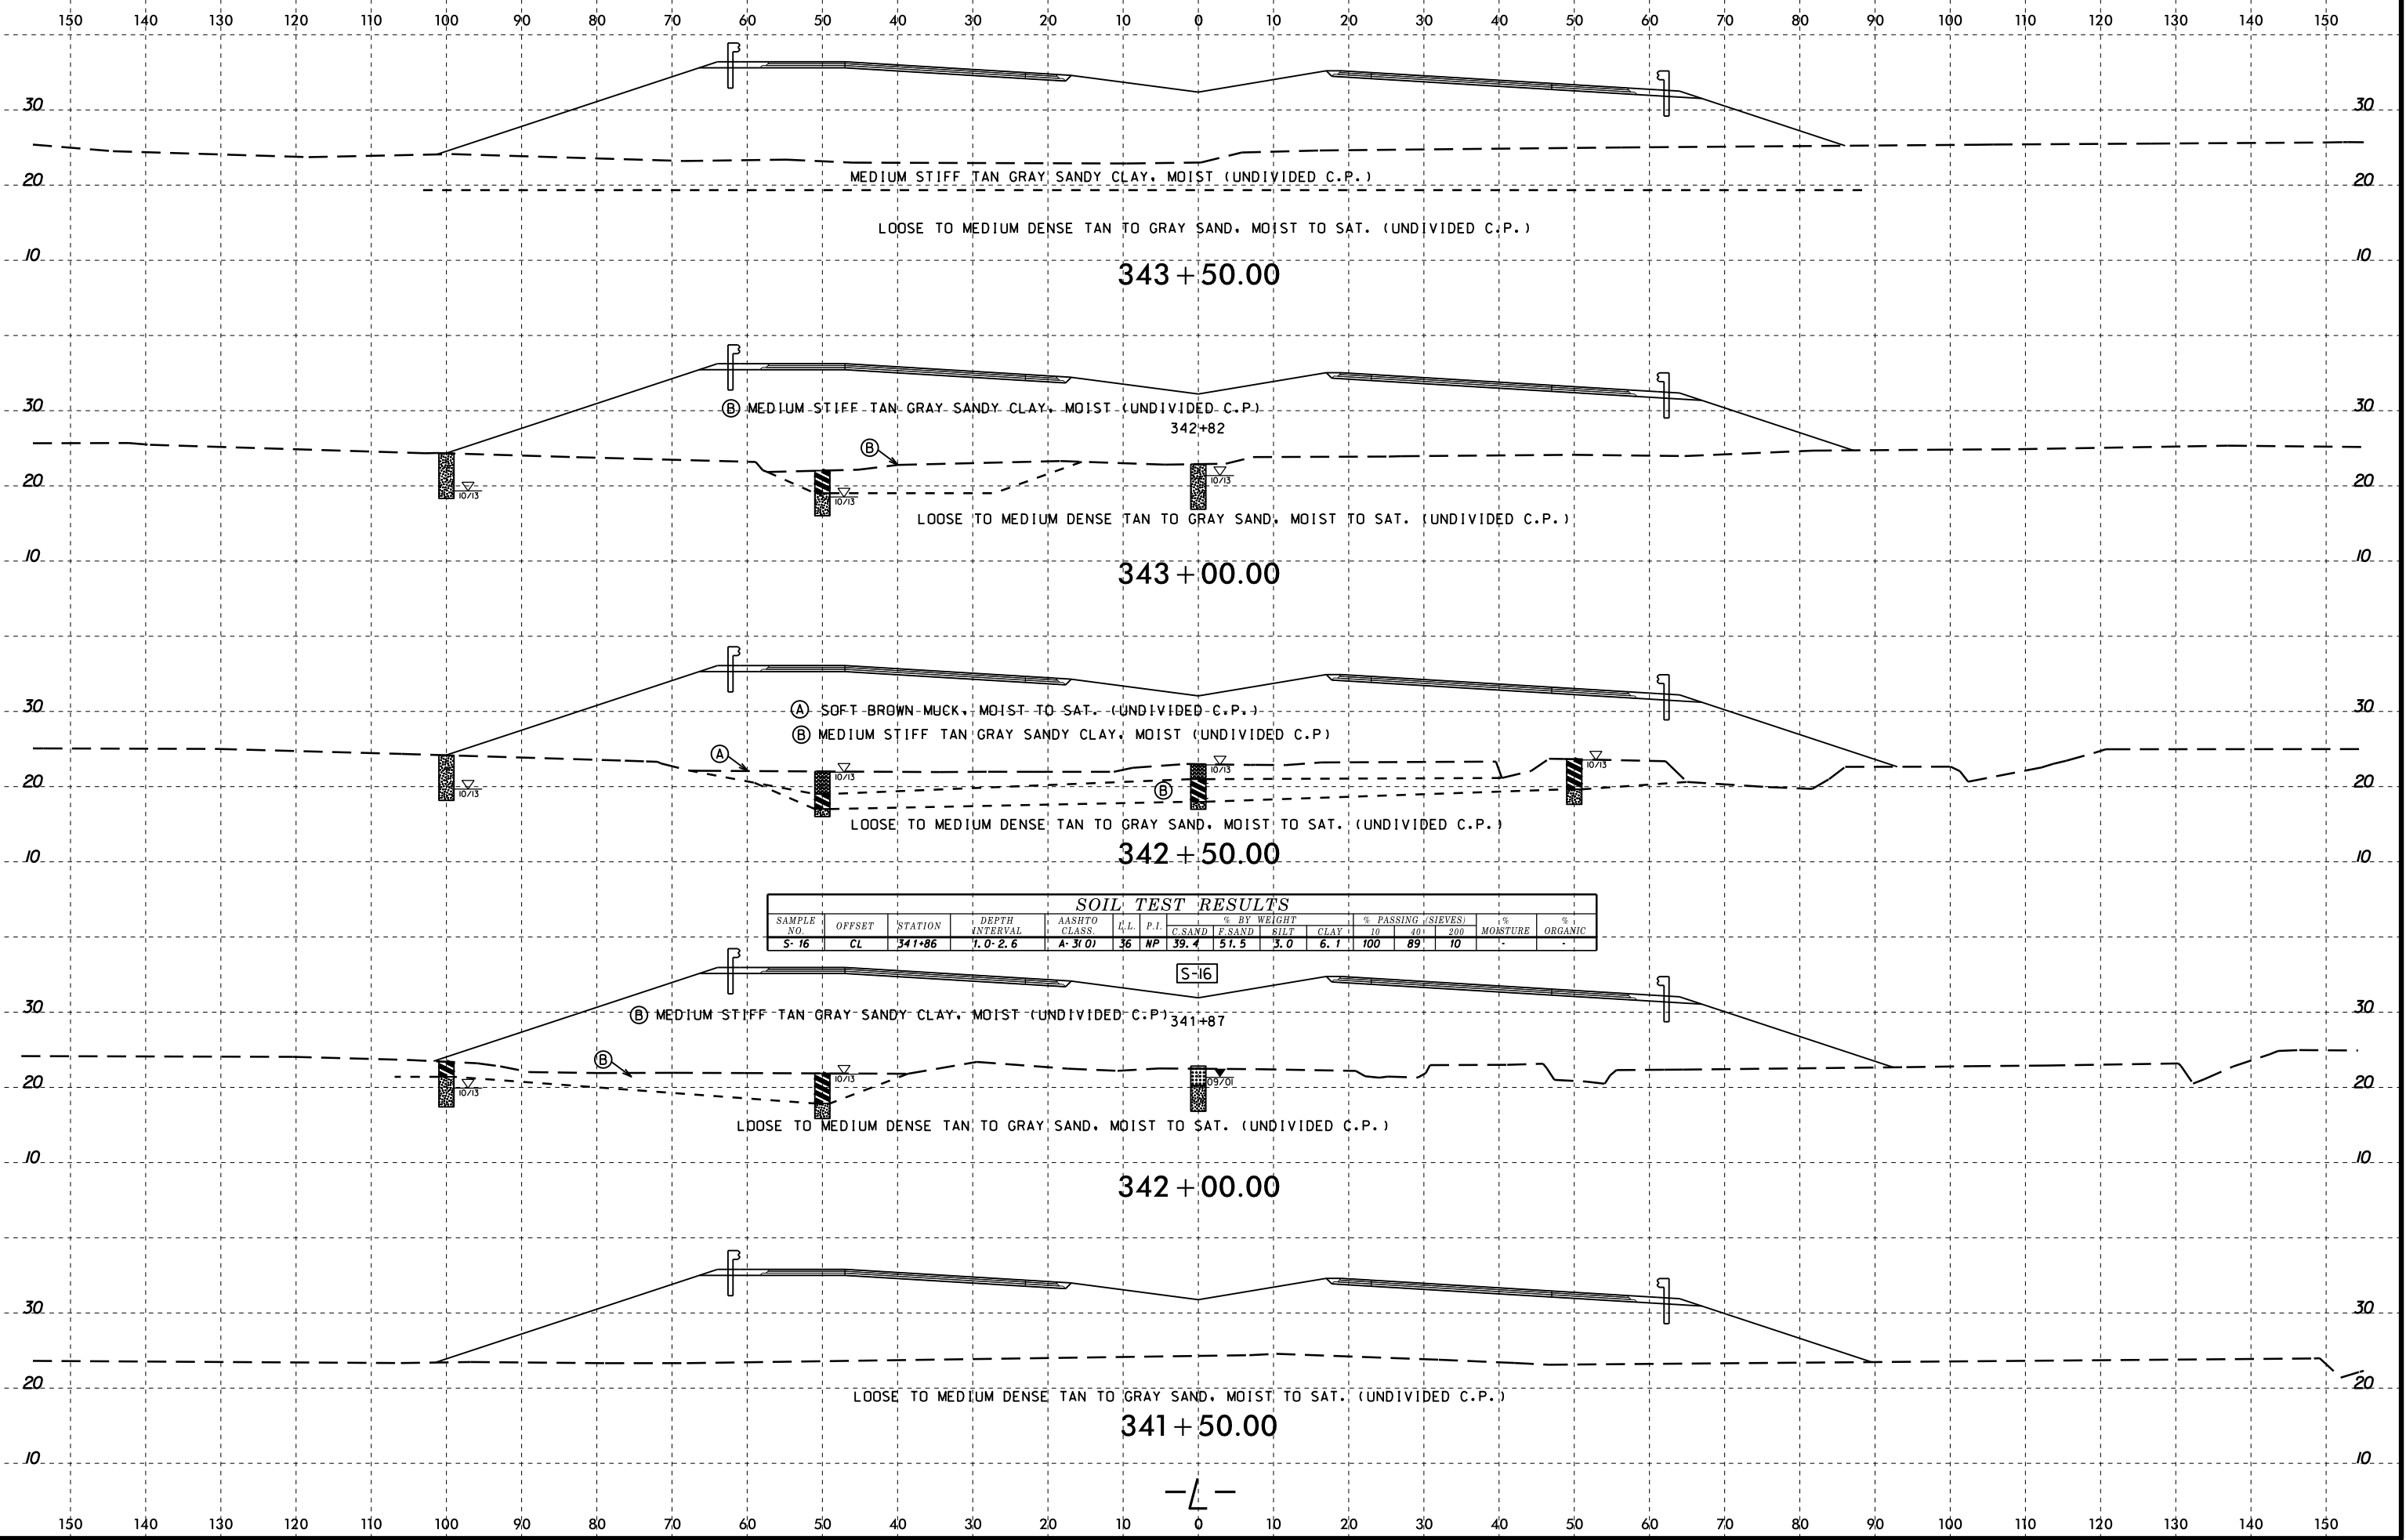 150 140 130 120 110 100 90 80 70 60 50 40 30 20 10 0 10 20 30 40 50 60 70 80 90 100 110 120 130 140 150
30 30
MEDIUM STIFF TAN GRAY SANDY CLAY, MOIST (UNDIVIDED C.P.)
20 20
LOOSE TO MEDIUM DENSE TAN TO GRAY SAND, MOIST TO SAT. (UNDIVIDED C.P.)
10 10
343+50.00
30 30
B MEDIUM STIFF TAN GRAY SANDY CLAY, MOIST (UNDIVIDED C.P)
342+82
B
10/13
20 20
10/13 10/13
LOOSE TO MEDIUM DENSE TAN TO GRAY SAND, MOIST TO SAT. (UNDIVIDED C.P.)
10 10
343+00.00
30 30
A SOFT BROWN MUCK, MOIST TO SAT. (UNDIVIDED C.P.)
B MEDIUM STIFF TAN GRAY SANDY CLAY, MOIST (UNDIVIDED C.P)
A
10/13 10/13 10/13
20 20
10/13 B
LOOSE TO MEDIUM DENSE TAN TO GRAY SAND, MOIST TO SAT. (UNDIVIDED C.P.)
10 10
342+50.00
SOIL TEST RESULTS
SAMPLE NO. OFFSET STATION DEPTH INTERVAL AASHTO CLASS. L.L. P.I. % BY WEIGHT % PASSING (SIEVES) % MOISTURE % ORGANIC
C.SAND F.SAND SILT CLAY 10 40 200
S-16 CL 341+86 1.0-2.6 A-3(0) 36 NP 39.4 51.5 3.0 6.1 100 89 10 - -
S-16
30 30
B MEDIUM STIFF TAN GRAY SANDY CLAY, MOIST (UNDIVIDED C.P) 341+87
B
10/13 09/01
20 20
10/13
LOOSE TO MEDIUM DENSE TAN TO GRAY SAND, MOIST TO SAT. (UNDIVIDED C.P.)
10 10
342+00.00
30 30
20 20
LOOSE TO MEDIUM DENSE TAN TO GRAY SAND, MOIST TO SAT. (UNDIVIDED C.P.)
341+50.00
10 10
-L-
150 140 130 120 110 100 90 80 70 60 50 40 30 20 10 0 10 20 30 40 50 60 70 80 90 100 110 120 130 140 150